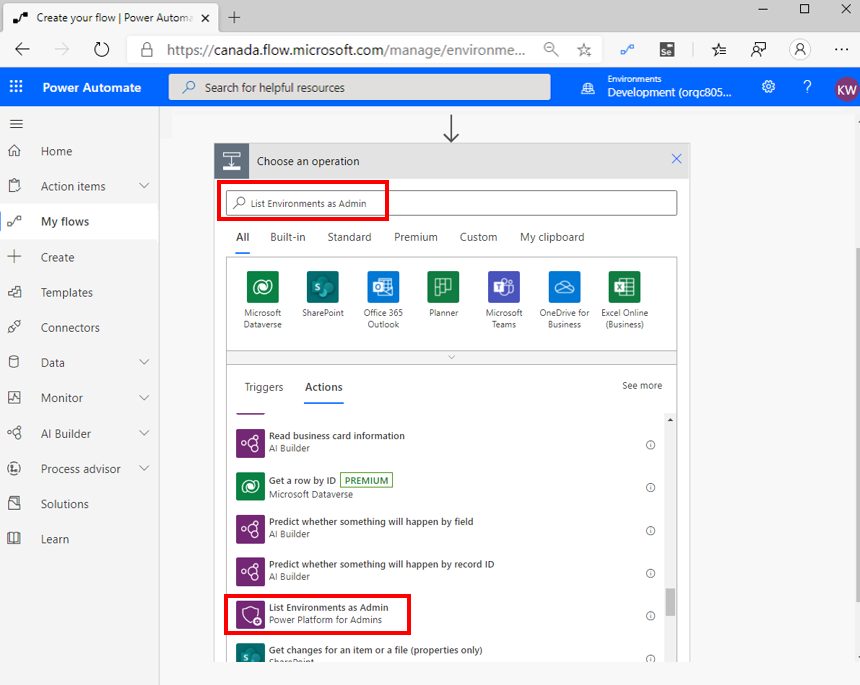 Create your flow | Power Automa
https://canada.flow.microsoft.com/manage/environme...
Power Automate
Search for helpful resources
Environments
Development (orqc805...
?
KW
Home
Action items
My flows
Create
Templates
Connectors
Data
Monitor
AI Builder
Process advisor
Solutions
Learn
Choose an operation
List Environments as Admin
All Built-in Standard Premium Custom My clipboard
Microsoft Dataverse
SharePoint
Office 365 Outlook
Planner
Microsoft Teams
OneDrive for Business
Excel Online (Business)
Triggers Actions See more
Read business card information
AI Builder
Get a row by ID PREMIUM
Microsoft Dataverse
Predict whether something will happen by field
AI Builder
Predict whether something will happen by record ID
AI Builder
List Environments as Admin
Power Platform for Admins
Get changes for an item or a file (properties only)
SharePoint